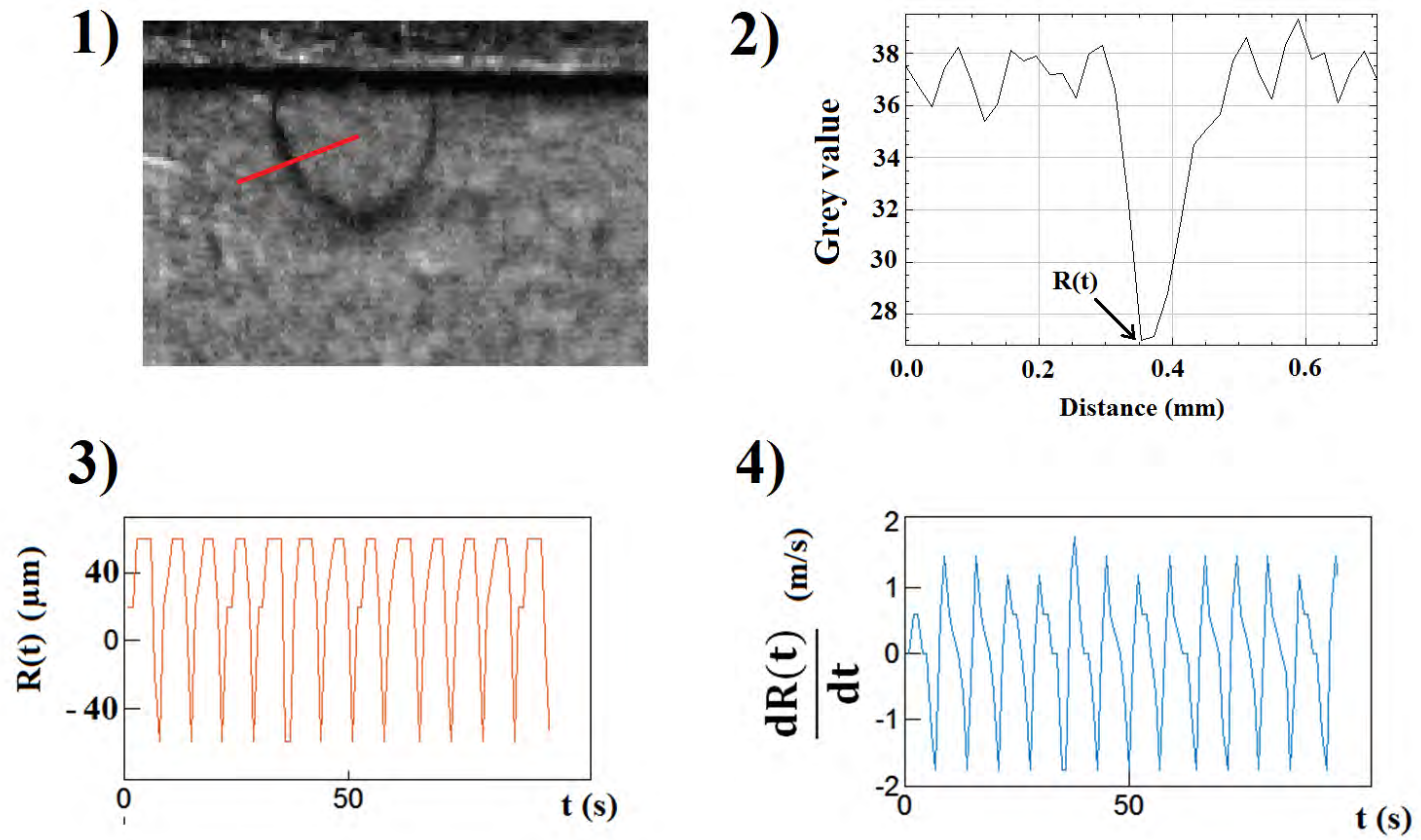 1)
2)
38
36
34
32
30
28
Grey value
R(t)
0.0 0.2 0.4 0.6
Distance (mm)
3)
R(t) (μm)
40
0
- 40
0 50 t (s)
4)
dR(t)
dt
(m/s)
2
1
0
-1
-2
0 50 t (s)